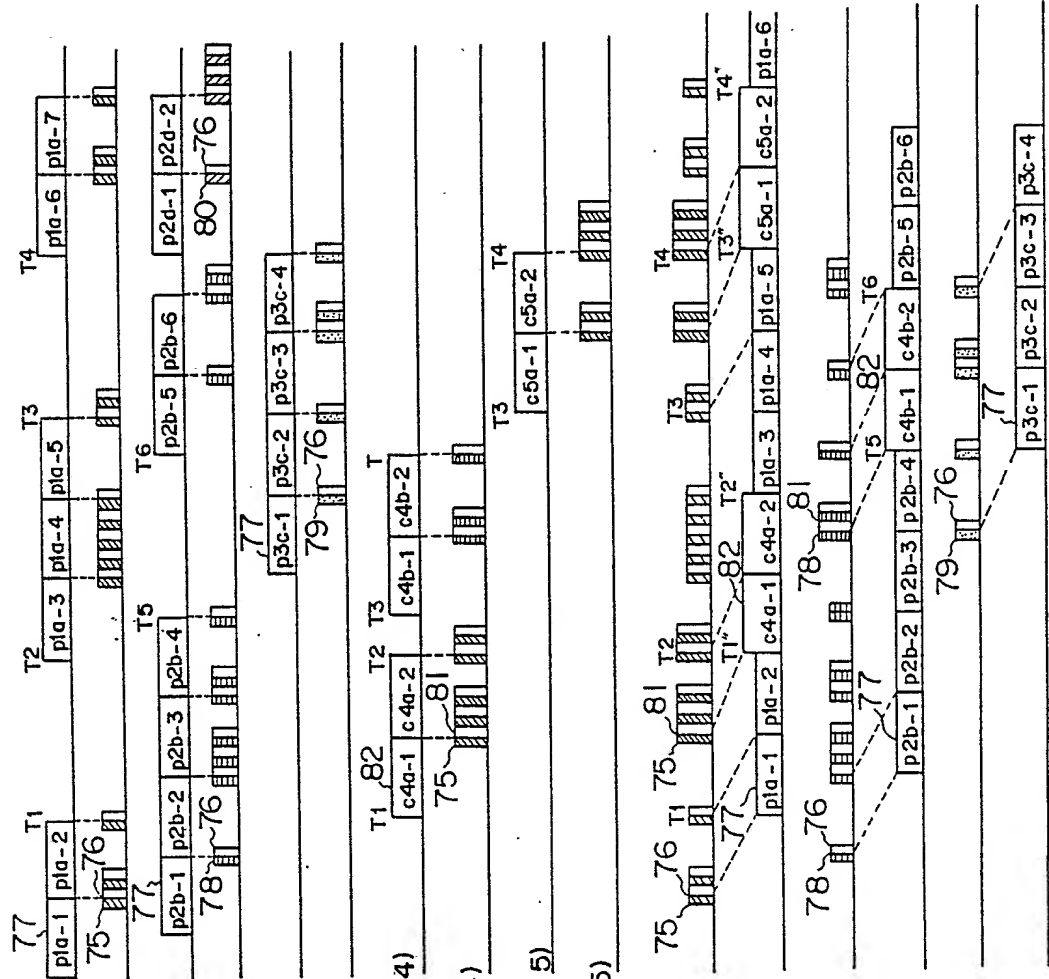 77 T1 T2 T3 T4
p1a-1 p1a-2 p1a-3 p1a-4 p1a-5 p1a-6 p1a-7
75 76
77 T5 T6
p2b-1 p2b-2 p2b-3 p2b-4 p2b-5 p2b-6 p2d-1 p2d-2
78 76 80 76
77
p3c-1 p3c-2 p3c-3 p3c-4
79 76
T1 82 T2 T3 T
4) c4a-1 c4a-2 c4b-1 c4b-2
) 75 81
T3 T4
5) c5a-1 c5a-2
5)
75 76 T1 75 81 T2 T3 T4
77 T1" 82 T2" T3" T4"
p1a-1 p1a-2 c4a-1 c4a-2 p1a-3 p1a-4 p1a-5 c5a-1 c5a-2 p1a-6
78 76 78 81
77 T5 82 T6
p2b-1 p2b-2 p2b-3 p2b-4 c4b-1 c4b-2 p2b-5 p2b-6
79 76
77
p3c-1 p3c-2 p3c-3 p3c-4